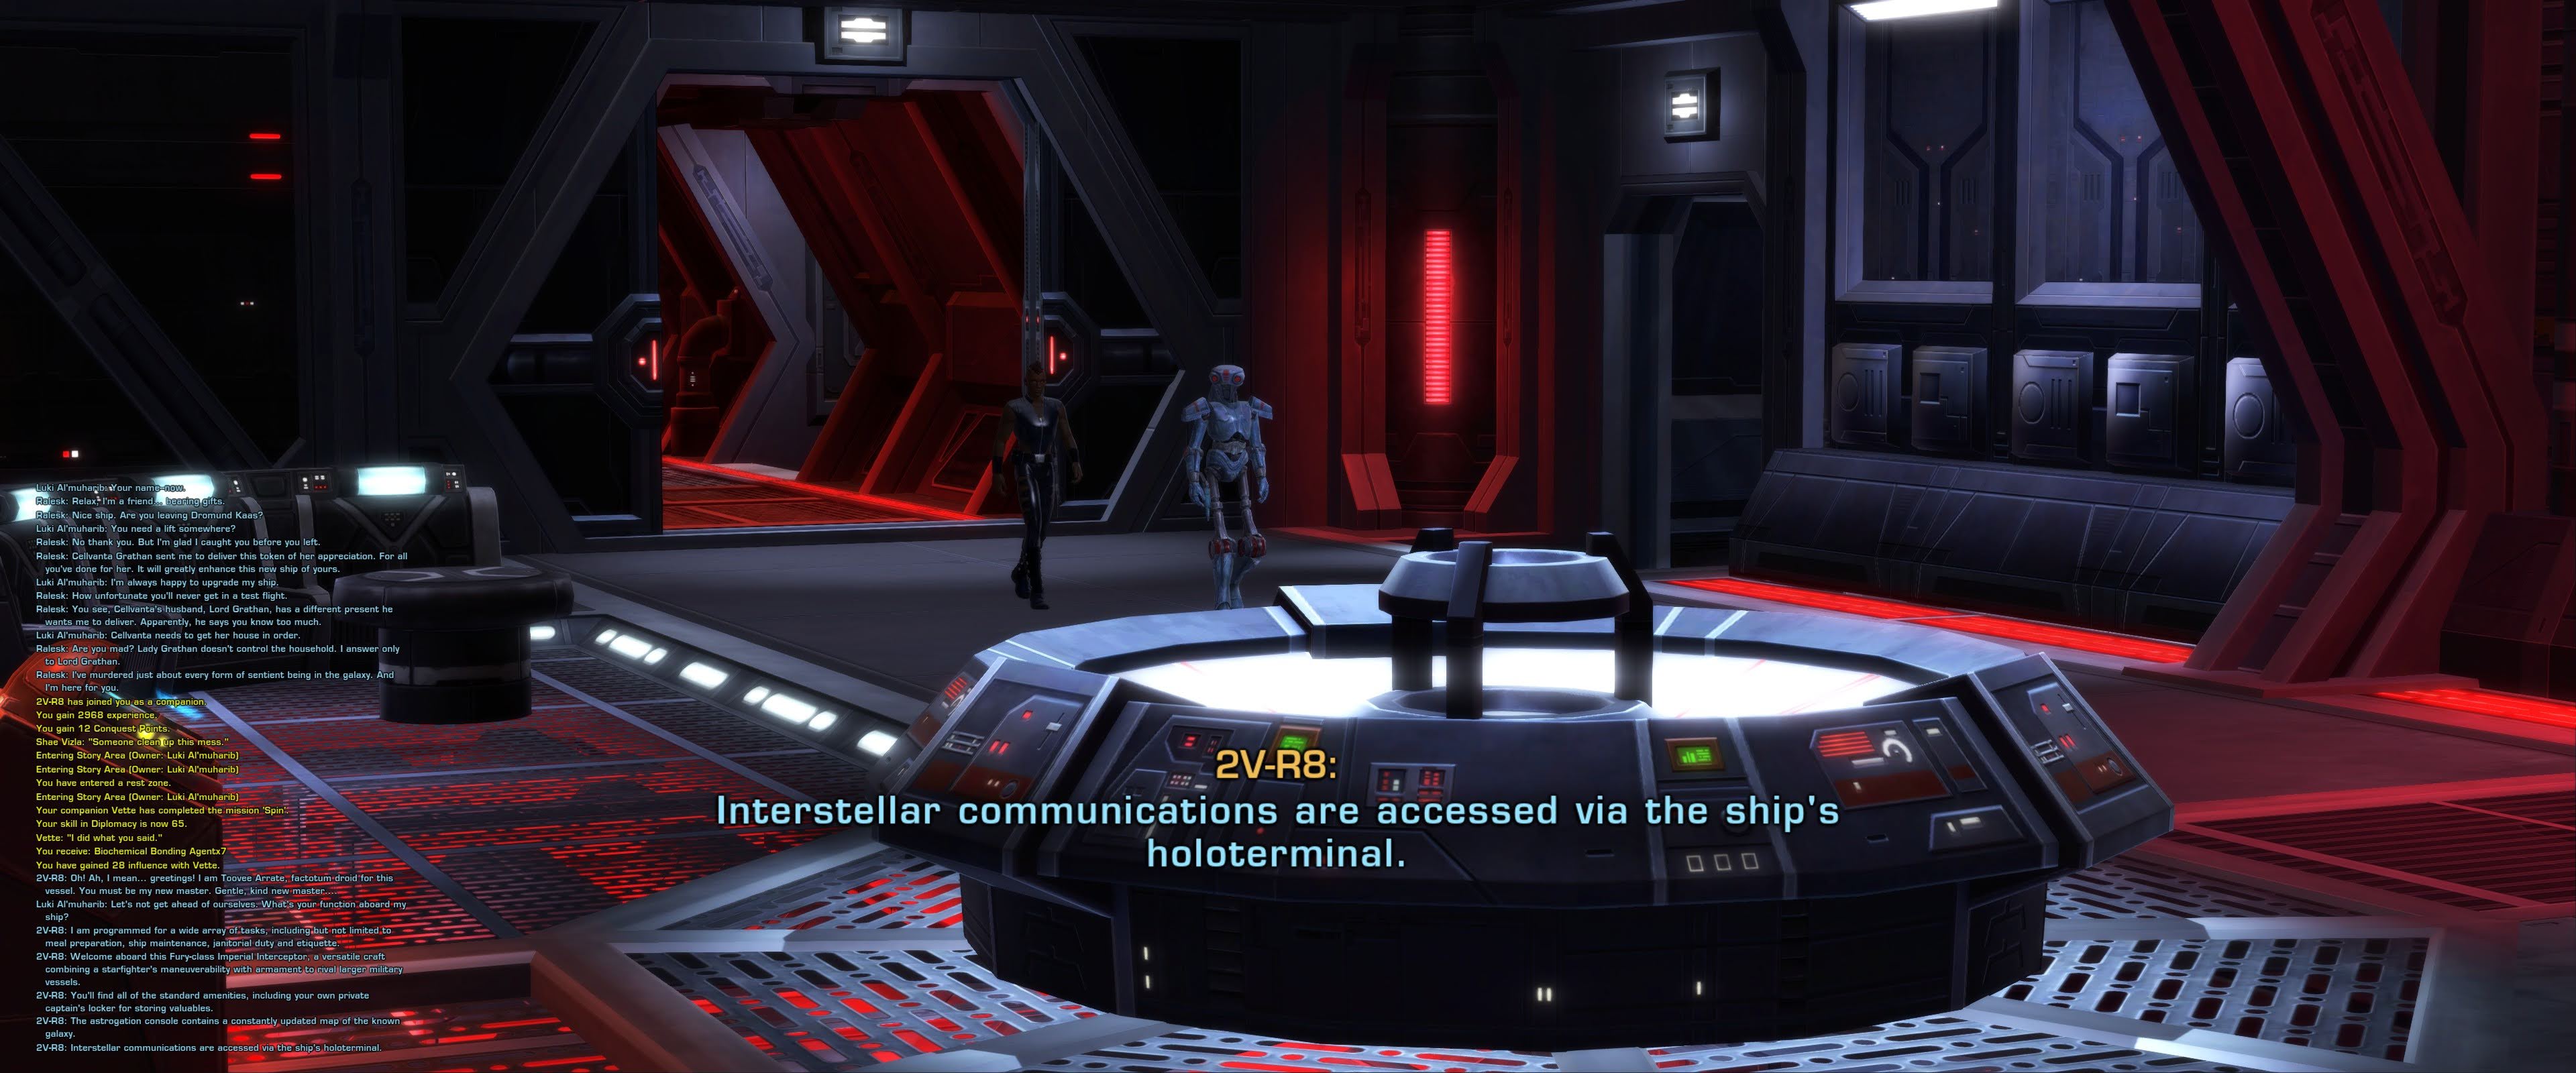 Luki Al'muharib: Your name–now.
Ralesk: Relax. I'm a friend... bearing gifts.
Ralesk: Nice ship. Are you leaving Dromund Kaas?
Luki Al'muharib: You need a lift somewhere?
Ralesk: No thank you. But I'm glad I caught you before you left.
Ralesk: Cellvanta Grathan sent me to deliver this token of her appreciation. For all
you've done for her. It will greatly enhance this new ship of yours.
Luki Al'muharib: I'm always happy to upgrade my ship.
Ralesk: How unfortunate you'll never get in a test flight.
Ralesk: You see, Cellvanta's husband, Lord Grathan, has a different present he
wants me to deliver. Apparently, he says you know too much.
Luki Al'muharib: Cellvanta needs to get her house in order.
Ralesk: Are you mad? Lady Grathan doesn't control the household. I answer only
to Lord Grathan.
Ralesk: I've murdered just about every form of sentient being in the galaxy. And
I'm here for you.
2V-R8 has joined you as a companion.
You gain 2968 experience.
You gain 12 Conquest Points.
Shae Vizla: "Someone clean up this mess."
Entering Story Area (Owner: Luki Al'muharib)
Entering Story Area (Owner: Luki Al'muharib)
You have entered a rest zone.
Entering Story Area (Owner: Luki Al'muharib)
Your companion Vette has completed the mission 'Spin'.
Your skill in Diplomacy is now 65.
Vette: "I did what you said."
You receive: Biochemical Bonding Agentx7
You have gained 28 influence with Vette.
2V-R8: Oh! Ah, I mean... greetings! I am Toovee Arrate, factotum droid for this
vessel. You must be my new master. Gentle, kind new master....
Luki Al'muharib: Let's not get ahead of ourselves. What's your function aboard my
ship?
2V-R8: I am programmed for a wide array of tasks, including but not limited to
meal preparation, ship maintenance, janitorial duty and etiquette.
2V-R8: Welcome aboard this Fury-class Imperial Interceptor, a versatile craft
combining a starfighter's maneuverability with armament to rival larger military
vessels.
2V-R8: You'll find all of the standard amenities, including your own private
captain's locker for storing valuables.
2V-R8: The astrogation console contains a constantly updated map of the known
galaxy.
2V-R8: Interstellar communications are accessed via the ship's holoterminal.
2V-R8:
Interstellar communications are accessed via the ship's
holoterminal.